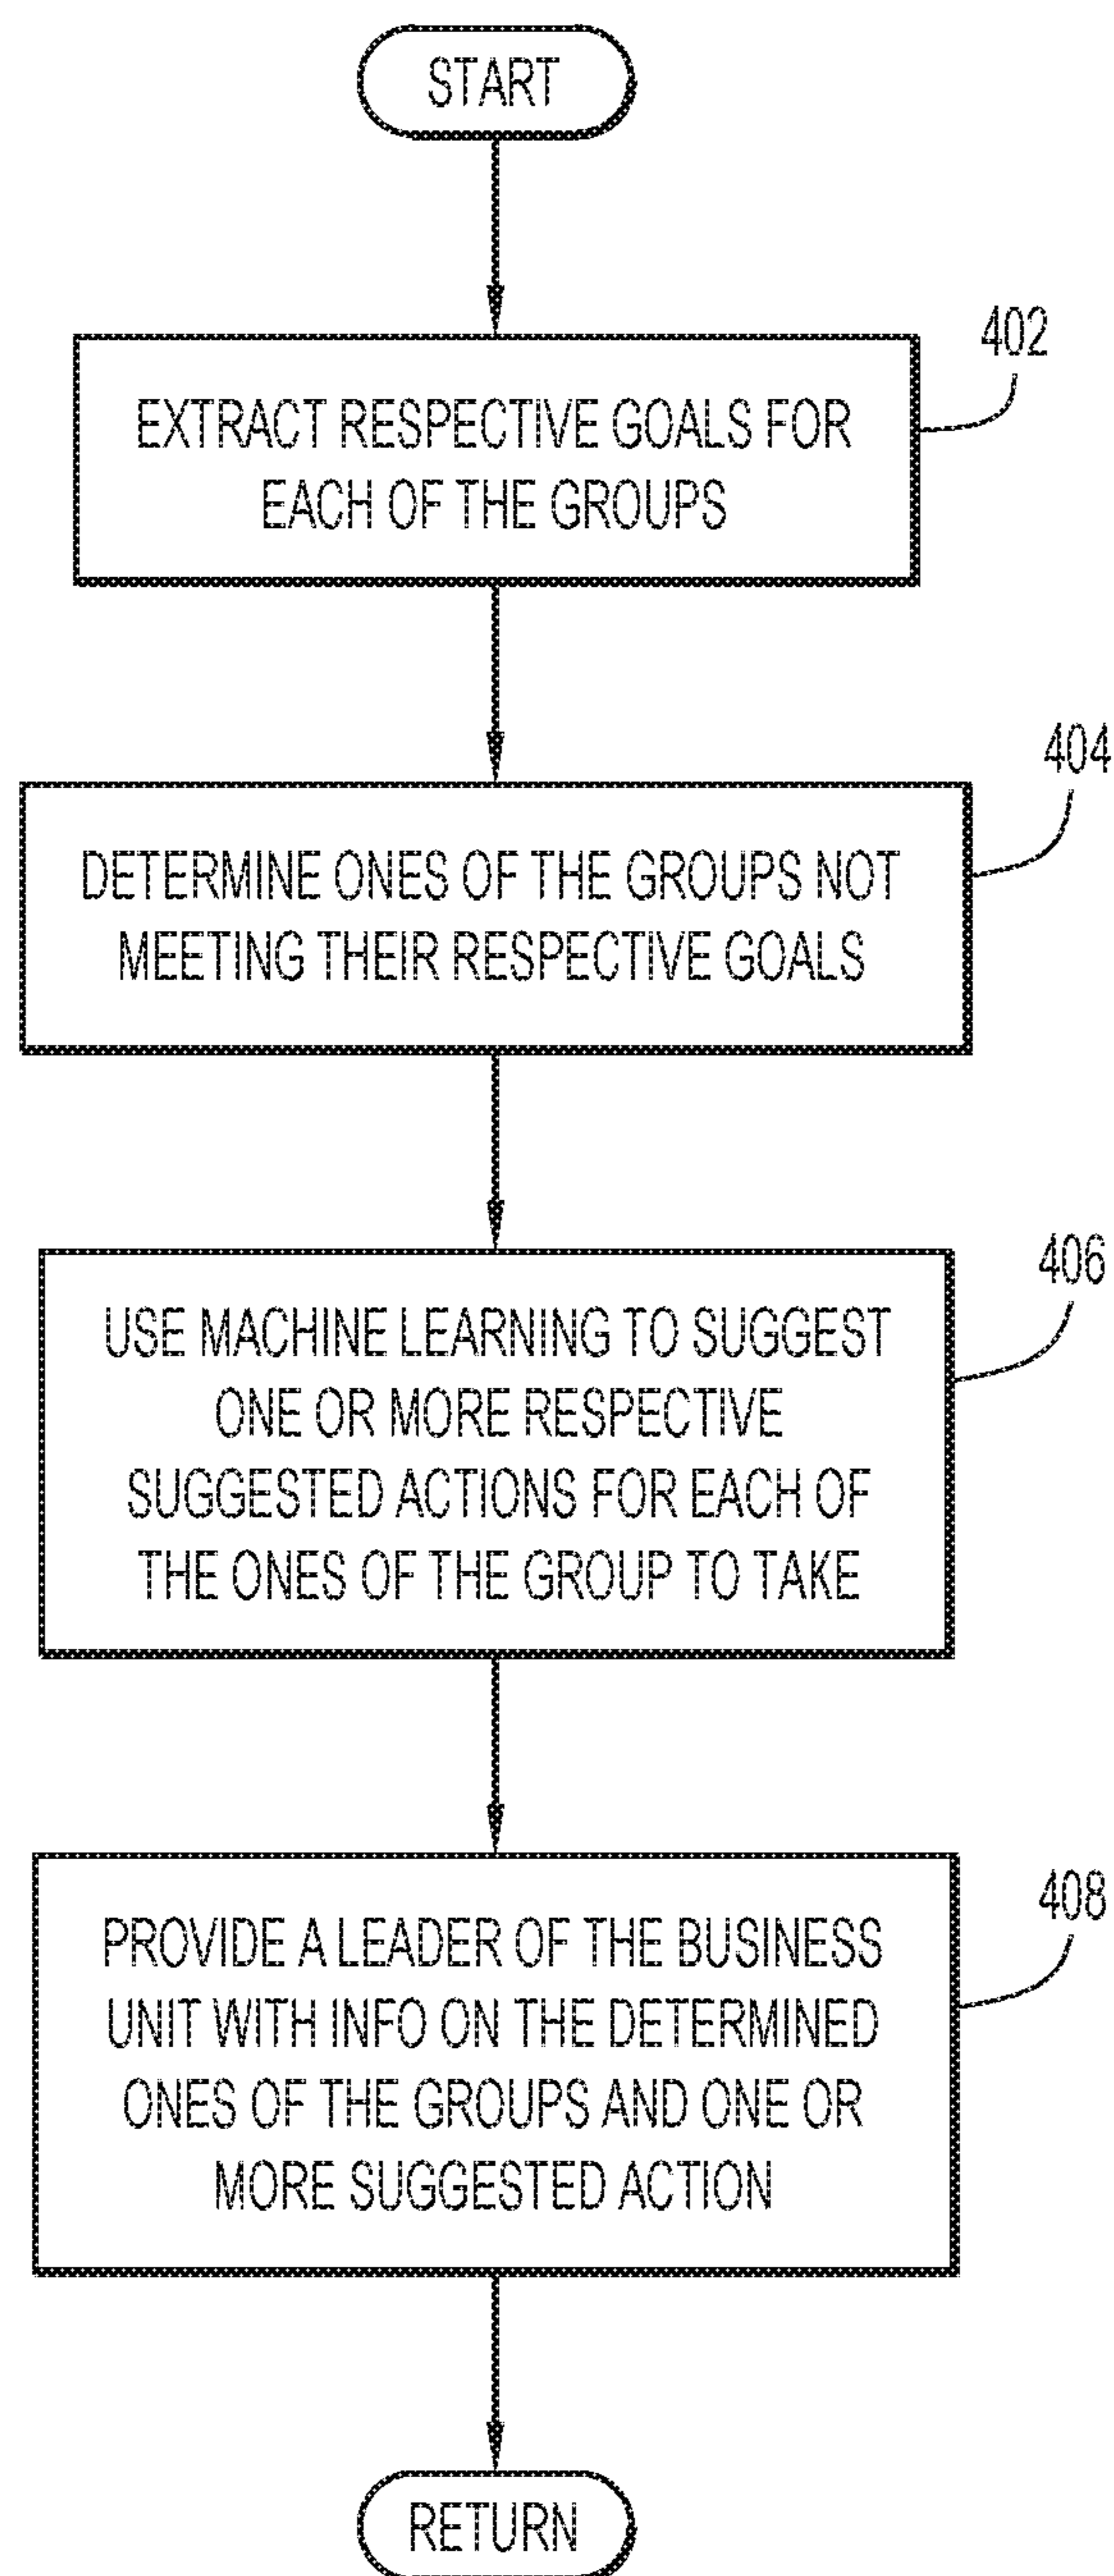 START
402
EXTRACT RESPECTIVE GOALS FOR
EACH OF THE GROUPS
404
DETERMINE ONES OF THE GROUPS NOT
MEETING THEIR RESPECTIVE GOALS
406
USE MACHINE LEARNING TO SUGGEST
ONE OR MORE RESPECTIVE
SUGGESTED ACTIONS FOR EACH OF
THE ONES OF THE GROUP TO TAKE
408
PROVIDE A LEADER OF THE BUSINESS
UNIT WITH INFO ON THE DETERMINED
ONES OF THE GROUPS AND ONE OR
MORE SUGGESTED ACTION
RETURN